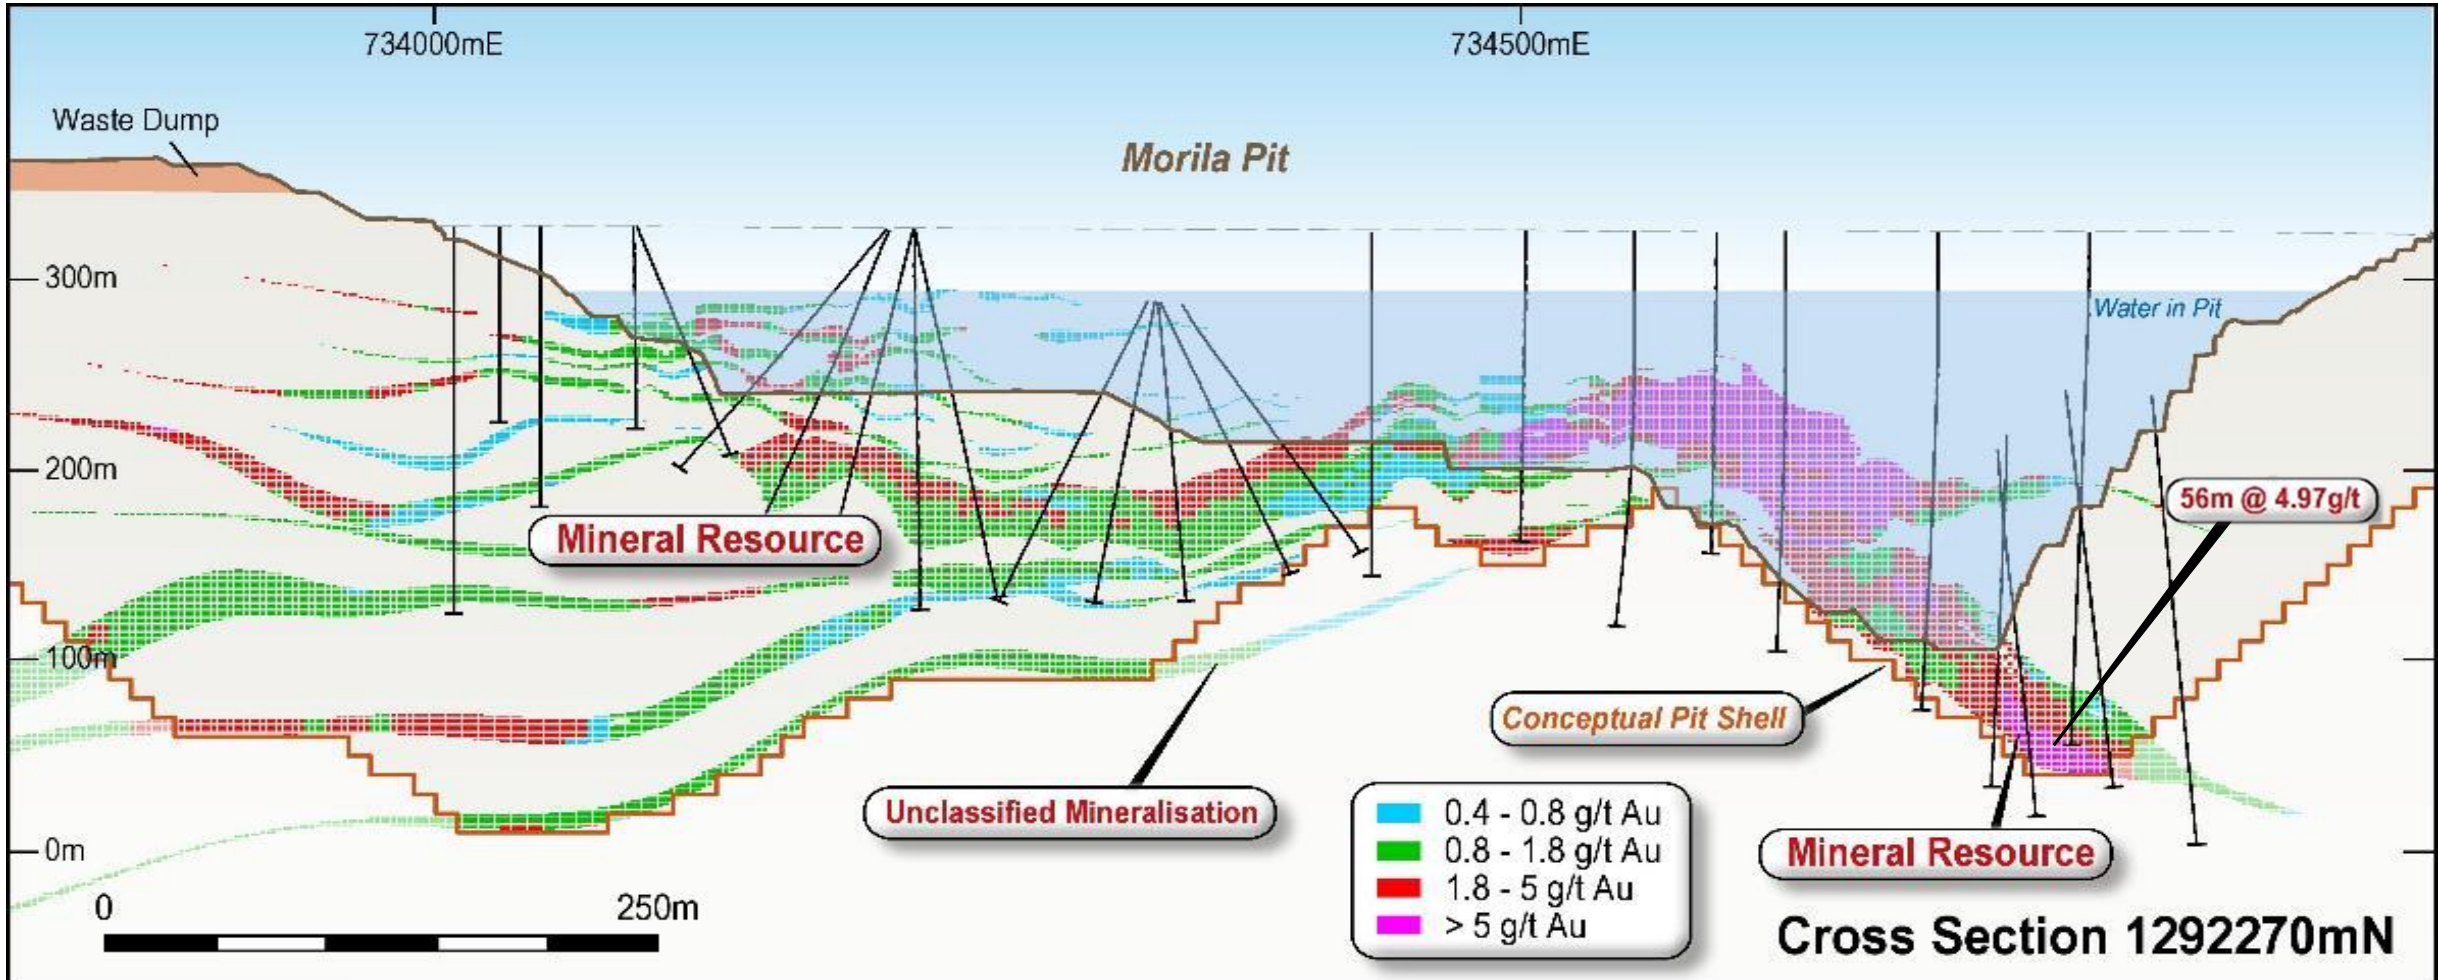 734000mE
734500mE
Waste Dump
Morila Pit
300m
Water in Pit
200m
56m @ 4.97g/t
Mineral Resource
100m
Conceptual Pit Shell
Unclassified Mineralisation
0.4 - 0.8 g/t Au
0.8 - 1.8 g/t Au
1.8 - 5 g/t Au
> 5 g/t Au
Mineral Resource
0m
0
250m
Cross Section 1292270mN